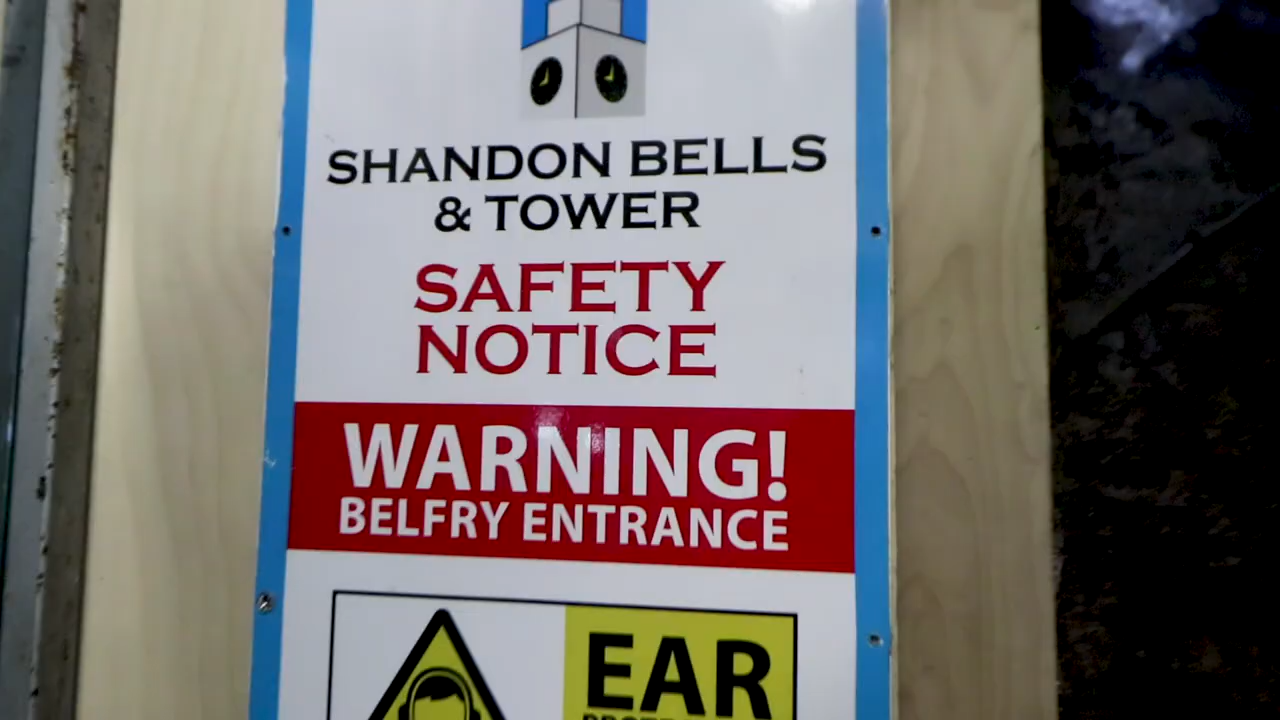 SHANDON BELLS
& TOWER
SAFETY
NOTICE
WARNING!
BELFRY ENTRANCE
EAR